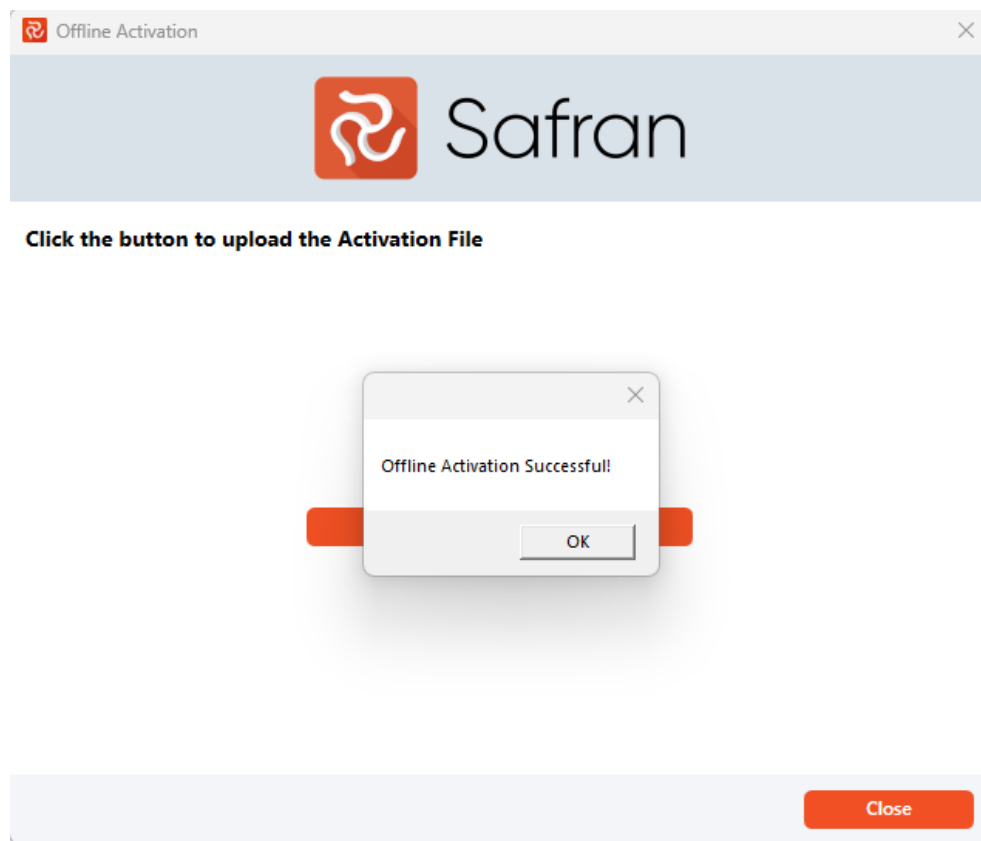 Offline Activation
Safran
Click the button to upload the Activation File
Offline Activation Successful!
OK
Close